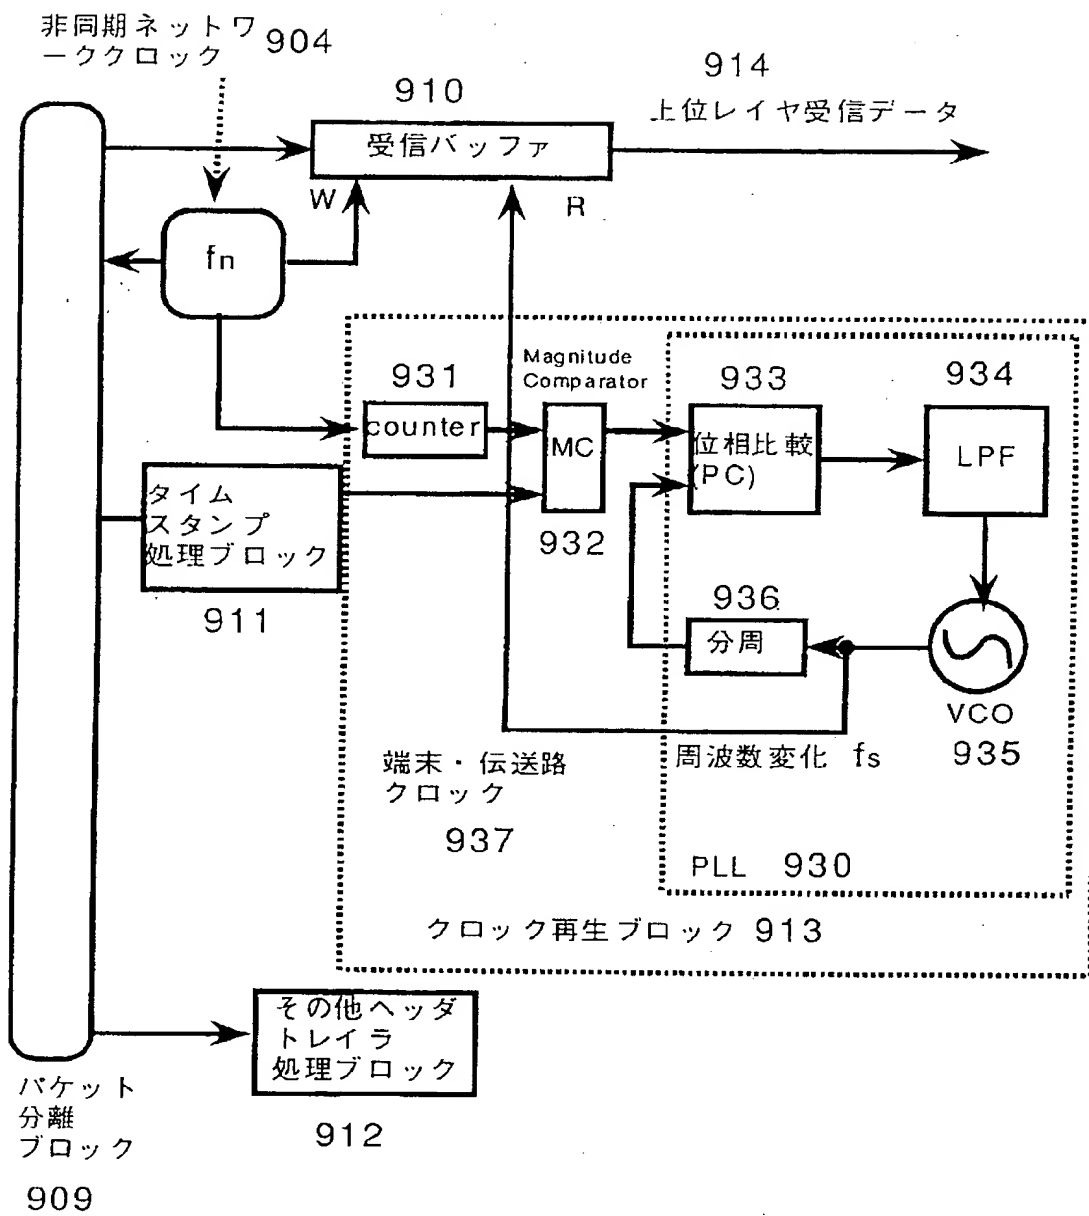 非同期ネットワ
ーククロック
904
910
914
上位レイヤ受信データ
受信バッファ
W
R
fn
931
Magnitude
Comparator
933
934
counter
MC
位相比較
(PC)
LPF
タイム
スタンプ
処理ブロック
911
932
936
分周
VCO
935
周波数変化 fs
端末・伝送路
クロック
937
PLL 930
クロック再生ブロック 913
その他ヘッダ
トレイラ
処理ブロック
912
パケット
分離
ブロック
909